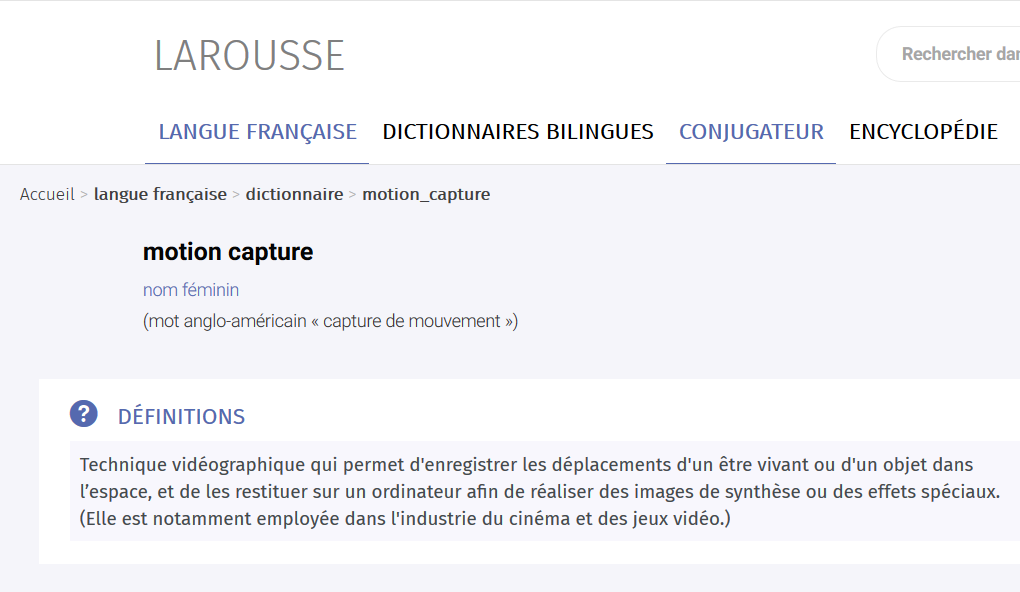 LAROUSSE
Rechercher
LANGUE FRANÇAISE DICTIONNAIRES BILINGUES CONJUGATEUR ENCYCLOPÉDIE
Accueil > langue française > dictionnaire > motion_capture
motion capture
nom féminin
(mot anglo-américain « capture de mouvement »)
? DÉFINITIONS
Technique vidéographique qui permet d'enregistrer les déplacements d'un être vivant ou d'un objet dans
l’espace, et de les restituer sur un ordinateur afin de réaliser des images de synthèse ou des effets spéciaux.
(Elle est notamment employée dans l'industrie du cinéma et des jeux vidéo.)